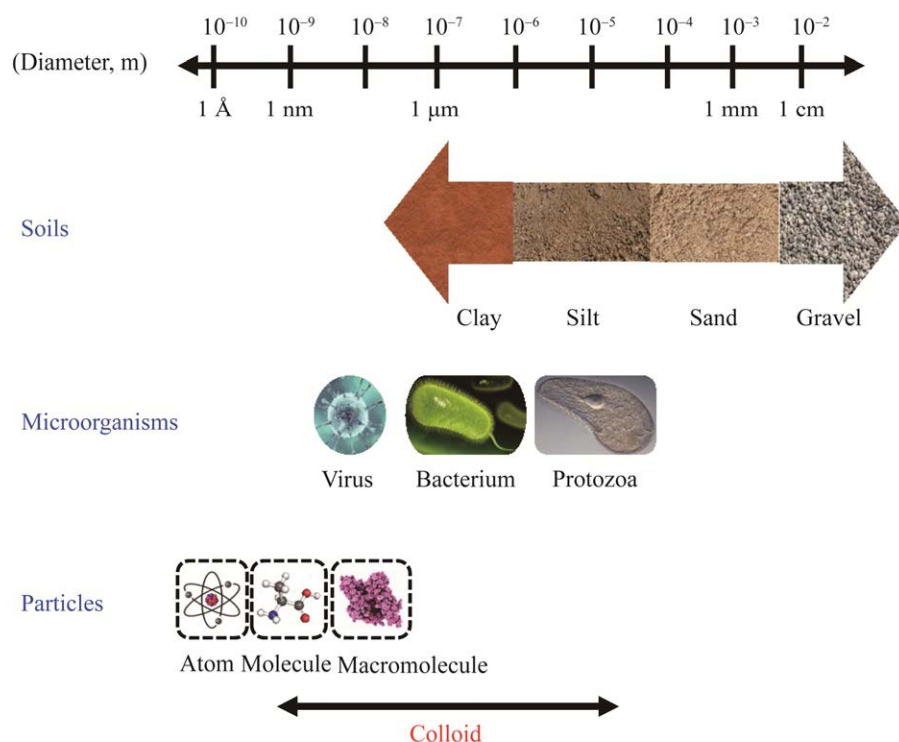 10⁻¹⁰ 10⁻⁹ 10⁻⁸ 10⁻⁷ 10⁻⁶ 10⁻⁵ 10⁻⁴ 10⁻³ 10⁻²
(Diameter, m)
1 Å 1 nm 1 μm 1 mm 1 cm
Soils
Clay Silt Sand Gravel
Microorganisms
Virus Bacterium Protozoa
Particles
Atom Molecule Macromolecule
Colloid